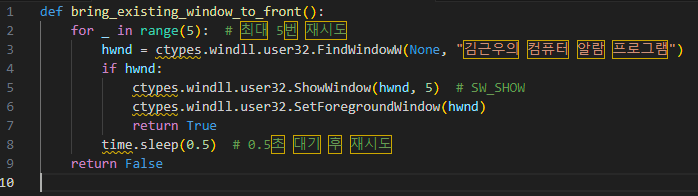 1 def bring_existing_window_to_front():
2     for _ in range(5):  # 최대 5번 재시도
3         hwnd = ctypes.windll.user32.FindWindowW(None, "김근우의 컴퓨터 알람 프로그램")
4         if hwnd:
5             ctypes.windll.user32.ShowWindow(hwnd, 5)  # SW_SHOW
6             ctypes.windll.user32.SetForegroundWindow(hwnd)
7             return True
8         time.sleep(0.5)  # 0.5초 대기 후 재시도
9     return False
10